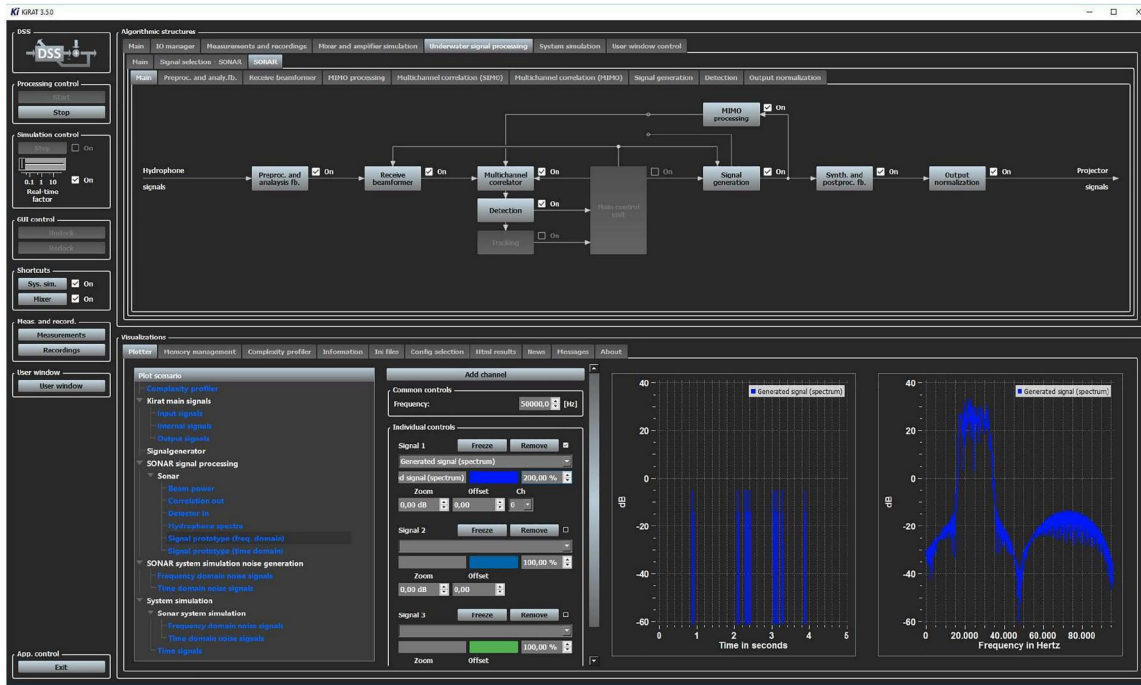 Ki KiRAT 3.5.0
DSS
DSS
Processing control
Start
Stop
Simulation control
Step On
0.1 1 10 On
Real-time
factor
GUI control
Undock
Redock
Shortcuts
Sys. sim. On
Mixer On
Meas. and record.
Measurements
Recordings
User window
User window
App. control
Exit
Algorithmic structures
Main IO manager Measurements and recordings Mixer and amplifier simulation Underwater signal processing System simulation User window control
Main Signal selection - SONAR SONAR
Main Preproc. and analy.fb. Receive beamformer MIMO processing Multichannel correlation (SIMO) Multichannel correlation (MIMO) Signal generation Detection Output normalization
MIMO
processing
On
Hydrophone
signals
Preproc. and
analaysis fb.
On
Receive
beamformer
On
Multichannel
correlator
On
Detection
On
Tracking
On
Main control
unit
On
Signal
generation
On
Synth. and
postproc. fb.
On
Output
normalization
On
Projector
signals
Visualizations
Plotter Memory management Complexity profiler Information Ini files Config selection Html results News Messages About
Plot scenario
Complexity profiler
Kirat main signals
Input signals
Internal signals
Output signals
Signalgenerator
SONAR signal processing
Sonar
Beam power
Correlation out
Detector in
Hydrophone spectra
Signal prototype (freq. domain)
Signal prototype (time domain)
SONAR system simulation noise generation
Frequency domain noise signals
Time domain noise signals
System simulation
Sonar system simulation
Frequency domain noise signals
Time domain noise signals
Time signals
Add channel
Common controls
Frequency: 50000,0 [Hz]
Individual controls
Signal 1 Freeze Remove
Generated signal (spectrum)
d signal (spectrum) 200,00 %
Zoom Offset Ch
0,00 dB 0,00 0
Signal 2 Freeze Remove
100,00 %
Zoom Offset
0,00 dB 0,00
Signal 3 Freeze Remove
100,00 %
Zoom Offset
Generated signal (spectrum)
40
20
0
-20
-40
-60
dB
0 1 2 3 4 5
Time in seconds
Generated signal (spectrum)
40
20
0
-20
-40
-60
dB
0 20.000 40.000 60.000 80.000
Frequency in Hertz